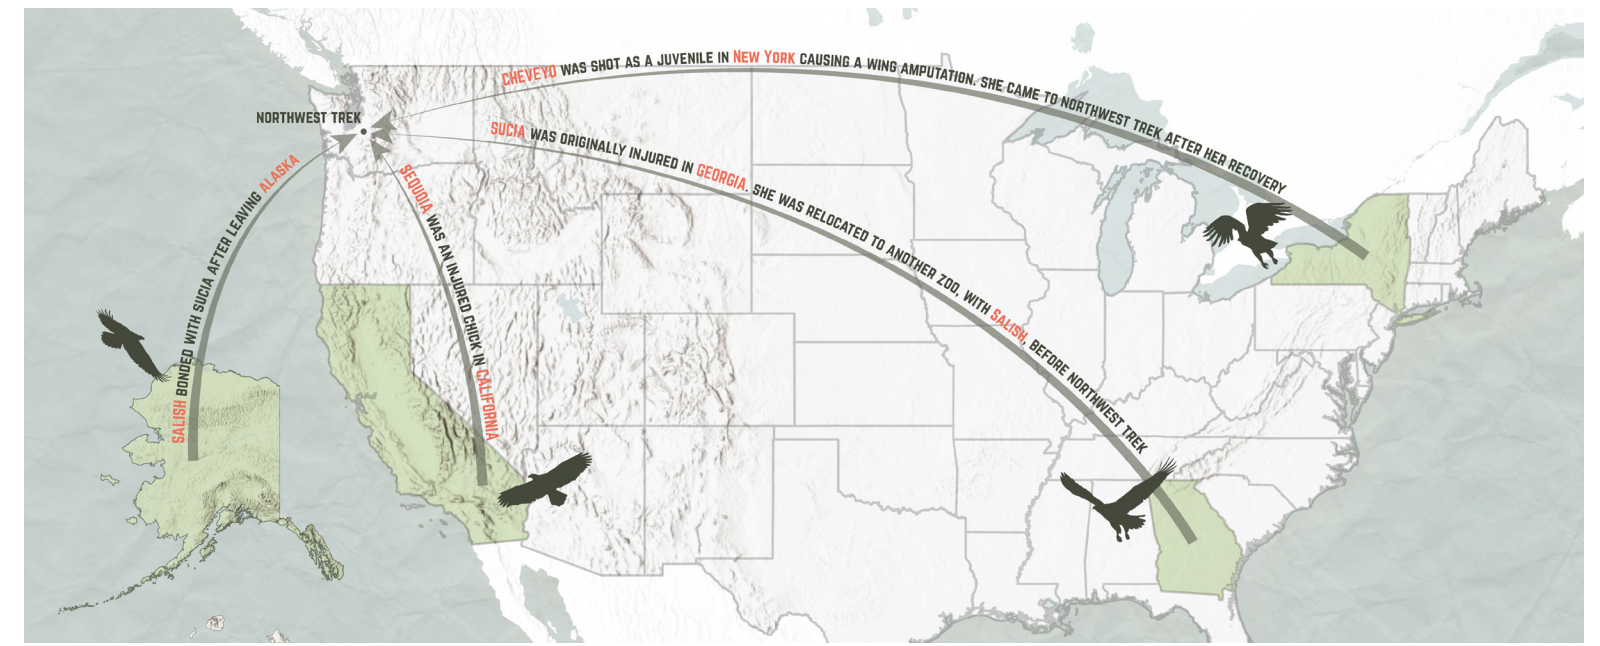 CHEVEYO WAS SHOT AS A JUVENILE IN NEW YORK CAUSING A WING AMPUTATION. SHE CAME TO NORTHWEST TREK AFTER HER RECOVERY
NORTHWEST TREK
SUCIA WAS ORIGINALLY INJURED IN GEORGIA. SHE WAS RELOCATED TO ANOTHER ZOO, WITH SALISH, BEFORE NORTHWEST TREK
SALISH BONDED WITH SUCIA AFTER LEAVING ALASKA
SEQUOIA WAS AN INJURED CHICK IN CALIFORNIA